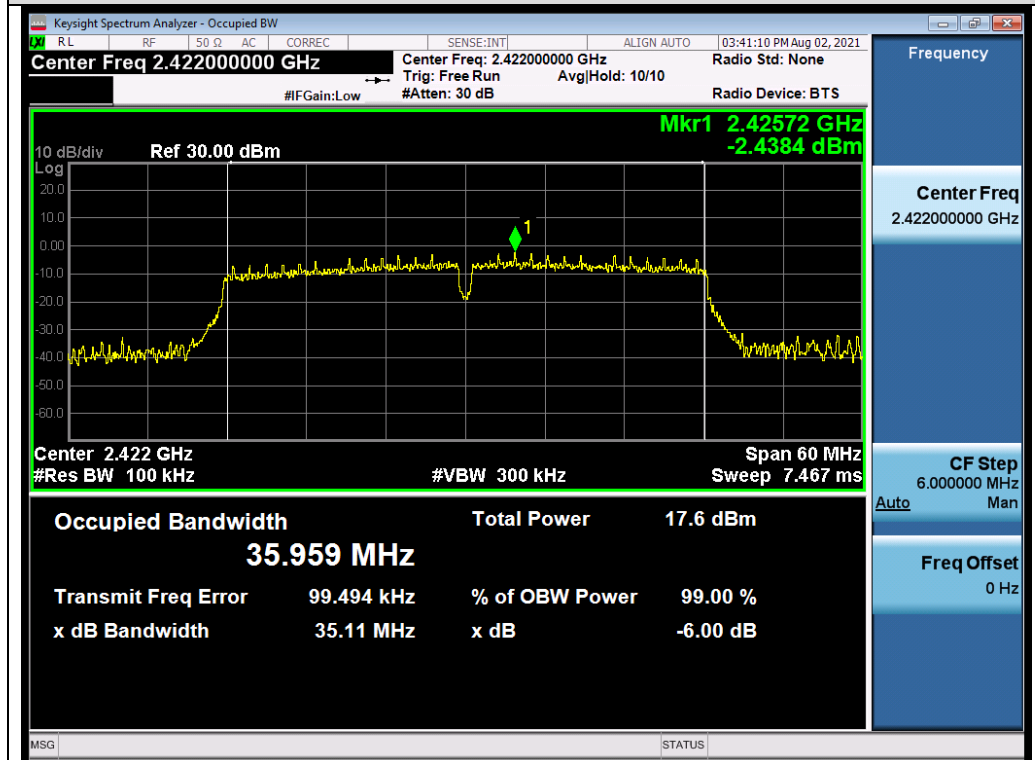 Keysight Spectrum Analyzer - Occupied BW
LXI RL RF 50 Ω AC CORREC SENSE:INT ALIGN AUTO 03:41:10 PM Aug 02, 2021
Center Freq 2.422000000 GHz
Center Freq: 2.422000000 GHz Radio Std: None
Trig: Free Run Avg|Hold: 10/10
#IFGain:Low #Atten: 30 dB Radio Device: BTS
Frequency
Mkr1 2.42572 GHz
-2.4384 dBm
10 dB/div Ref 30.00 dBm
Log
20.0
10.0
0.00
-10.0
-20.0
-30.0
-40.0
-50.0
-60.0
1
Center 2.422 GHz Span 60 MHz
#Res BW 100 kHz #VBW 300 kHz Sweep 7.467 ms
Center Freq
2.422000000 GHz
CF Step
6.000000 MHz
Auto Man
Freq Offset
0 Hz
Occupied Bandwidth Total Power 17.6 dBm
35.959 MHz
Transmit Freq Error 99.494 kHz % of OBW Power 99.00 %
x dB Bandwidth 35.11 MHz x dB -6.00 dB
MSG STATUS